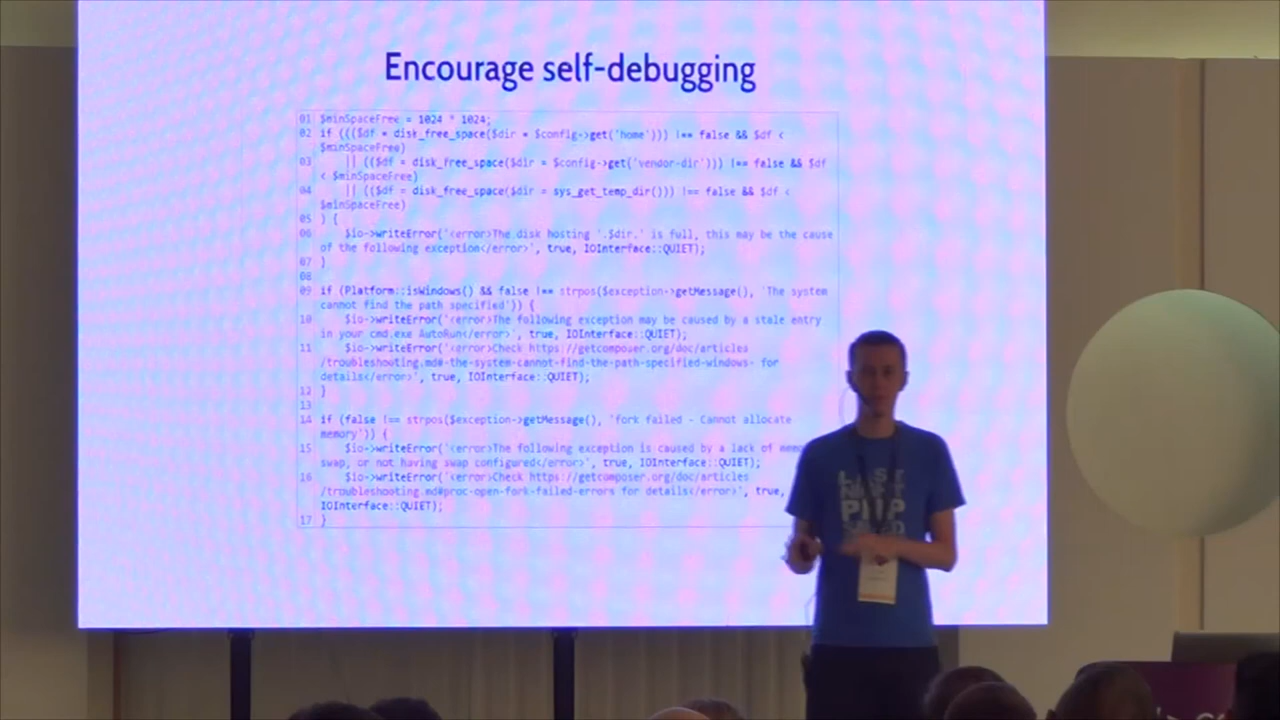 Encourage self-debugging
01 $minSpaceFree = 1024 * 1024;
02 if ((($df = disk_free_space($dir = $config->get('home'))) !== false && $df <
$minSpaceFree)
03 || (($df = disk_free_space($dir = $config->get('vendor-dir'))) !== false && $df
< $minSpaceFree)
04 || (($df = disk_free_space($dir = sys_get_temp_dir())) !== false && $df <
$minSpaceFree)
05 ) {
06 $io->writeError('<error>The disk hosting '.$dir.' is full, this may be the cause
of the following exception</error>', true, IOInterface::QUIET);
07 }
08
09 if (Platform::isWindows() && false !== strpos($exception->getMessage(), 'The system
cannot find the path specified')) {
10 $io->writeError('<error>The following exception may be caused by a stale entry
in your cmd.exe AutoRun</error>', true, IOInterface::QUIET);
11 $io->writeError('<error>Check https://getcomposer.org/doc/articles
/troubleshooting.md#-the-system-cannot-find-the-path-specified-windows- for
details</error>', true, IOInterface::QUIET);
12 }
13
14 if (false !== strpos($exception->getMessage(), 'fork failed - Cannot allocate
memory')) {
15 $io->writeError('<error>The following exception is caused by a lack of
swap, or not having swap configured</error>', true, IOInterface::QUIET);
16 $io->writeError('<error>Check https://getcomposer.org/doc/articles
/troubleshooting.md#proc-open-fork-failed-errors for details</error>', true,
IOInterface::QUIET);
17 }